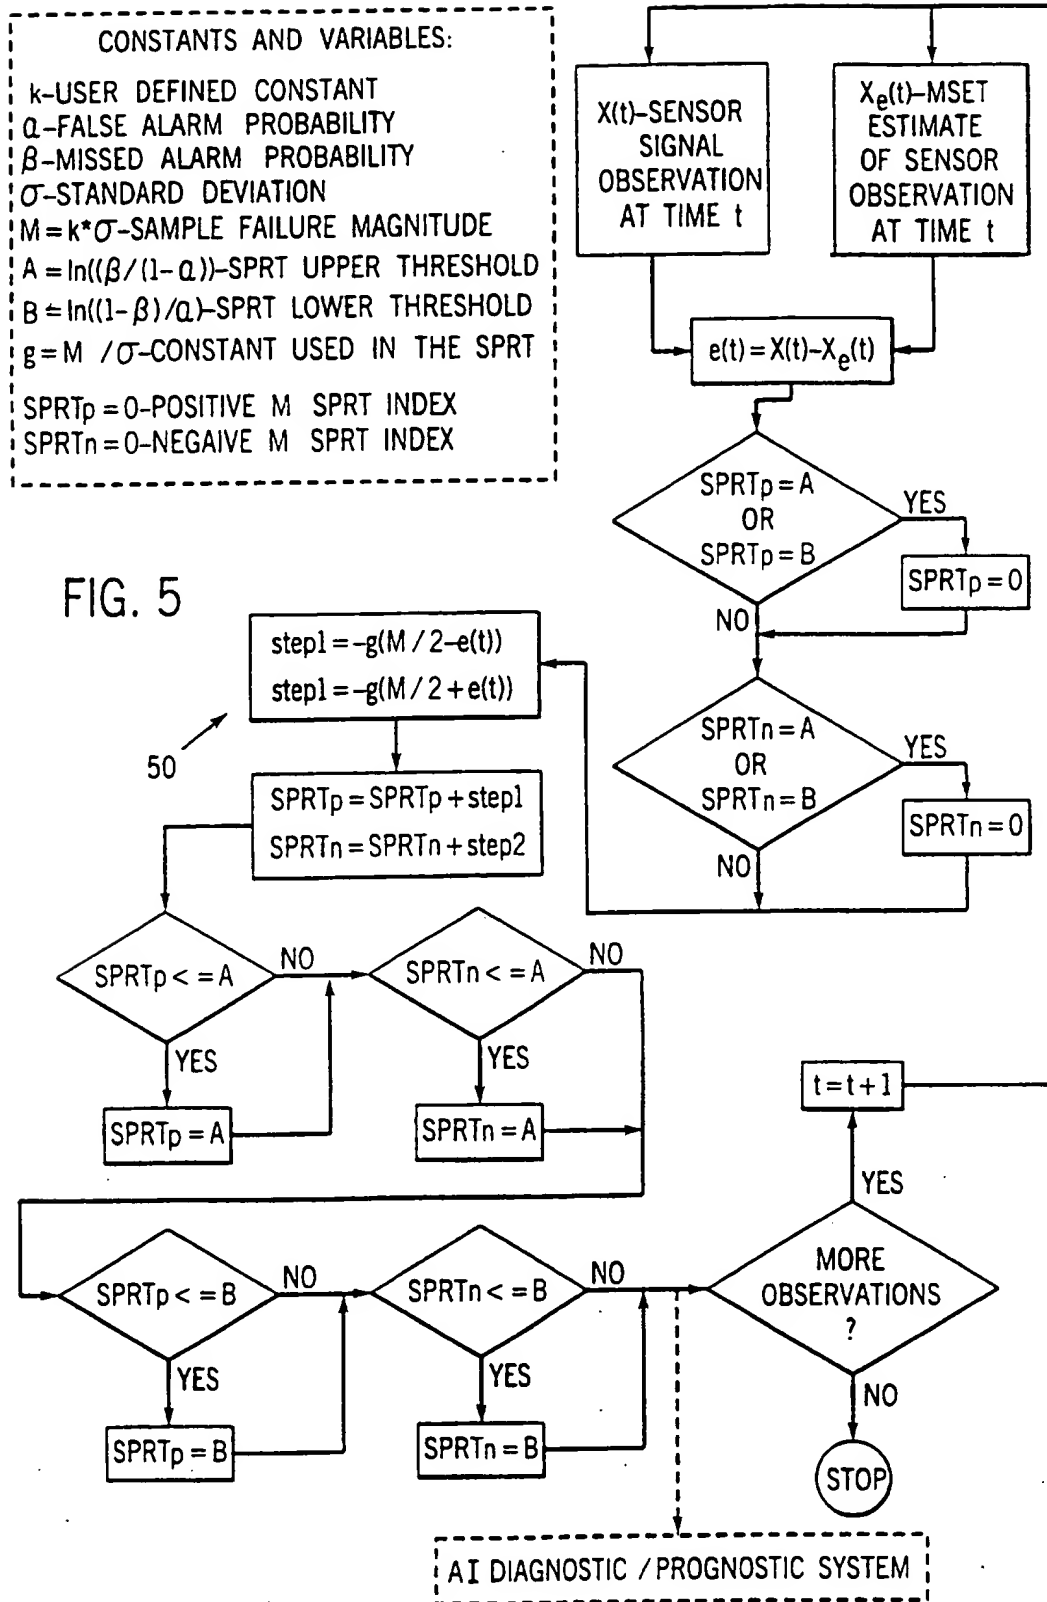 CONSTANTS AND VARIABLES:
k-USER DEFINED CONSTANT
α-FALSE ALARM PROBABILITY
β-MISSED ALARM PROBABILITY
σ-STANDARD DEVIATION
M=k*σ-SAMPLE FAILURE MAGNITUDE
A=ln((β/(1-α))-SPRT UPPER THRESHOLD
B=ln((1-β)/α)-SPRT LOWER THRESHOLD
g=M/σ-CONSTANT USED IN THE SPRT
SPRTp=0-POSITIVE M SPRT INDEX
SPRTn=0-NEGAIVE M SPRT INDEX
X(t)-SENSOR
SIGNAL
OBSERVATION
AT TIME t
Xe(t)-MSET
ESTIMATE
OF SENSOR
OBSERVATION
AT TIME t
e(t)=X(t)-Xe(t)
SPRTp=A
OR
SPRTp=B
YES
SPRTp=0
NO
FIG. 5
step1=-g(M/2-e(t))
step1=-g(M/2+e(t))
50
SPRTn=A
OR
SPRTn=B
YES
SPRTn=0
NO
SPRTp=SPRTp+step1
SPRTn=SPRTn+step2
SPRTp<=A
NO
YES
SPRTp=A
SPRTn<=A
NO
YES
SPRTn=A
t=t+1
YES
SPRTp<=B
NO
YES
SPRTp=B
SPRTn<=B
NO
YES
SPRTn=B
MORE
OBSERVATIONS
?
NO
STOP
AI DIAGNOSTIC/PROGNOSTIC SYSTEM